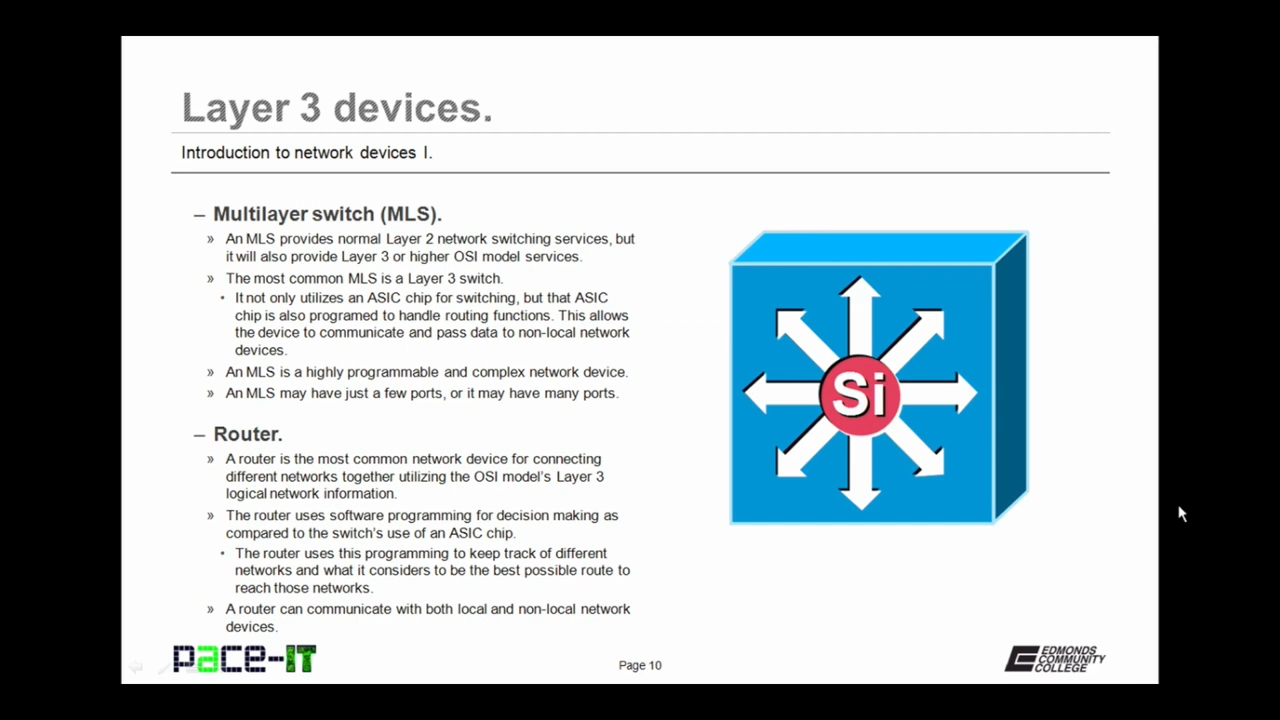 Layer 3 devices.
Introduction to network devices I.
– Multilayer switch (MLS).
» An MLS provides normal Layer 2 network switching services, but
it will also provide Layer 3 or higher OSI model services.
» The most common MLS is a Layer 3 switch.
• It not only utilizes an ASIC chip for switching, but that ASIC
chip is also programed to handle routing functions. This allows
the device to communicate and pass data to non-local network
devices.
» An MLS is a highly programmable and complex network device.
» An MLS may have just a few ports, or it may have many ports.
– Router.
» A router is the most common network device for connecting
different networks together utilizing the OSI model's Layer 3
logical network information.
» The router uses software programming for decision making as
compared to the switch's use of an ASIC chip.
• The router uses this programming to keep track of different
networks and what it considers to be the best possible route to
reach those networks.
» A router can communicate with both local and non-local network
devices.
Si
pace-IT
Page 10
EDMONDS
COMMUNITY
COLLEGE